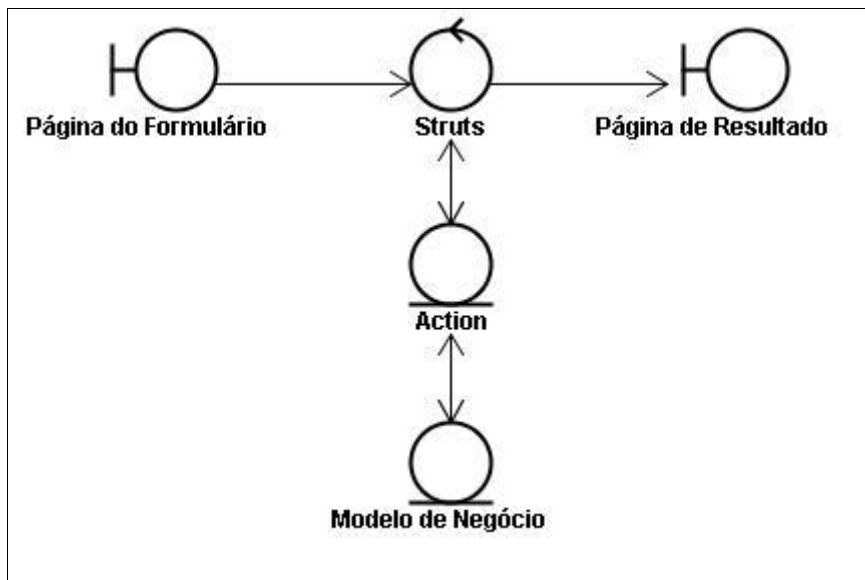 Página do Formulário
Struts
Página de Resultado
Action
Modelo de Negócio